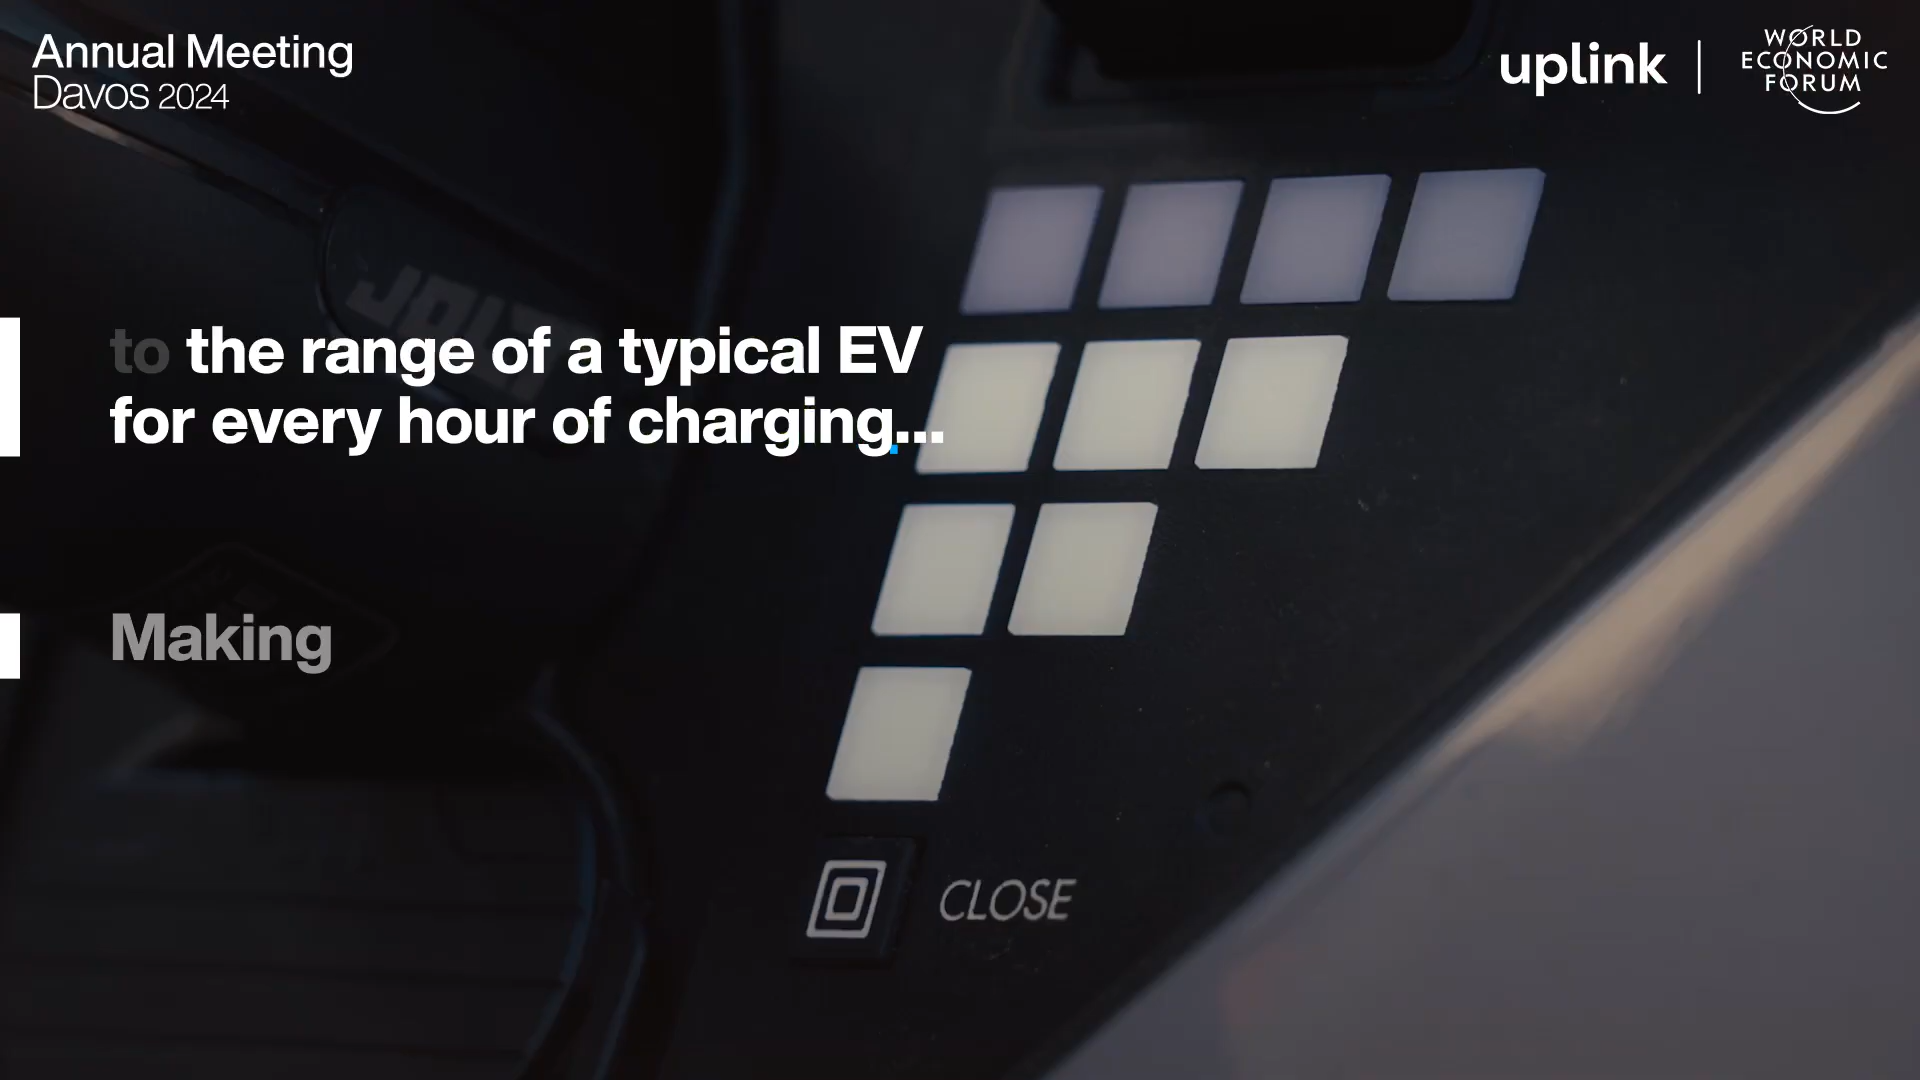 Annual Meeting
Davos 2024
uplink
WORLD
ECONOMIC
FORUM
JOLT
to the range of a typical EV
for every hour of charging...
Making
CLOSE